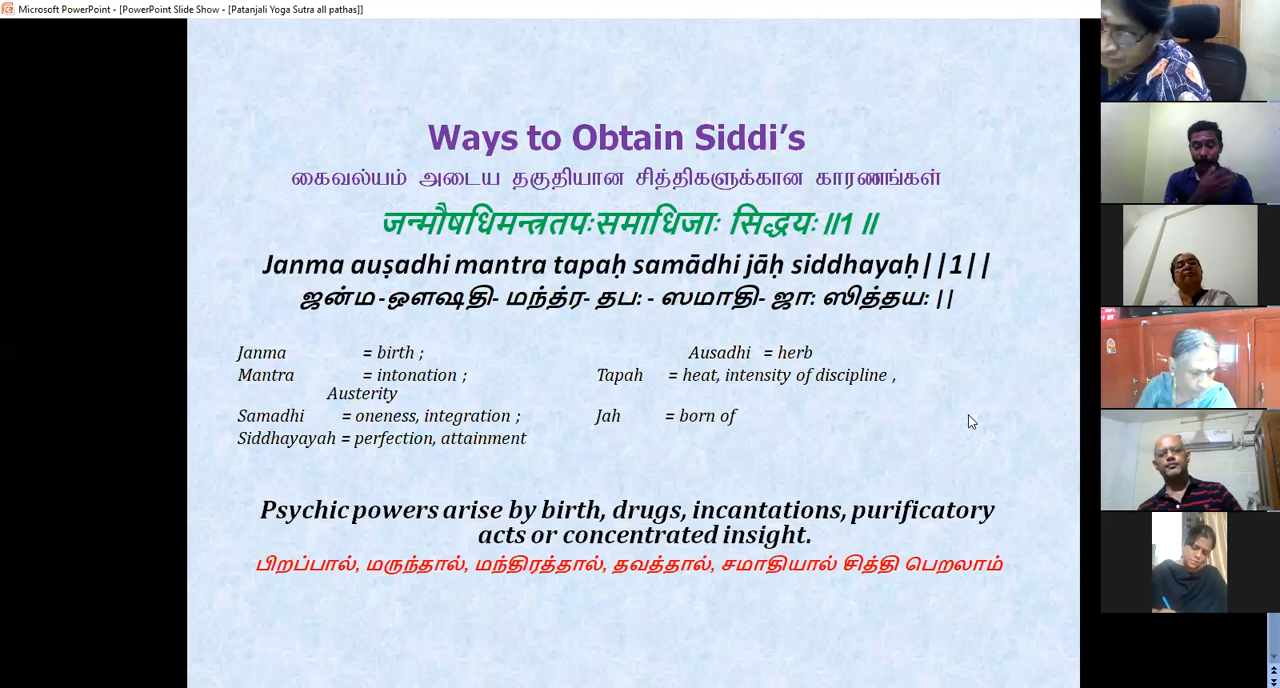 Microsoft PowerPoint - [PowerPoint Slide Show - [Patanjali Yoga Sutra all pathas]]
Ways to Obtain Siddi's
கைவல்யம் அடைய தகுதியான சித்திகளுக்கான காரணங்கள்
जन्मौषधिमन्त्रतपःसमाधिजाः सिद्धयः॥1॥
Janma auṣadhi mantra tapaḥ samādhi jāḥ siddhayaḥ||1||
ஜன்ம -ஔஷதி- மந்த்ர- தப: - ஸமாதி- ஜா: ஸித்தய: ||
Janma = birth ; Ausadhi = herb
Mantra = intonation ; Tapah = heat, intensity of discipline ,
Austerity
Samadhi = oneness, integration ; Jah = born of
Siddhayayah = perfection, attainment
Psychic powers arise by birth, drugs, incantations, purificatory
acts or concentrated insight.
பிறப்பால், மருந்தால், மந்திரத்தால், தவத்தால், சமாதியால் சித்தி பெறலாம்